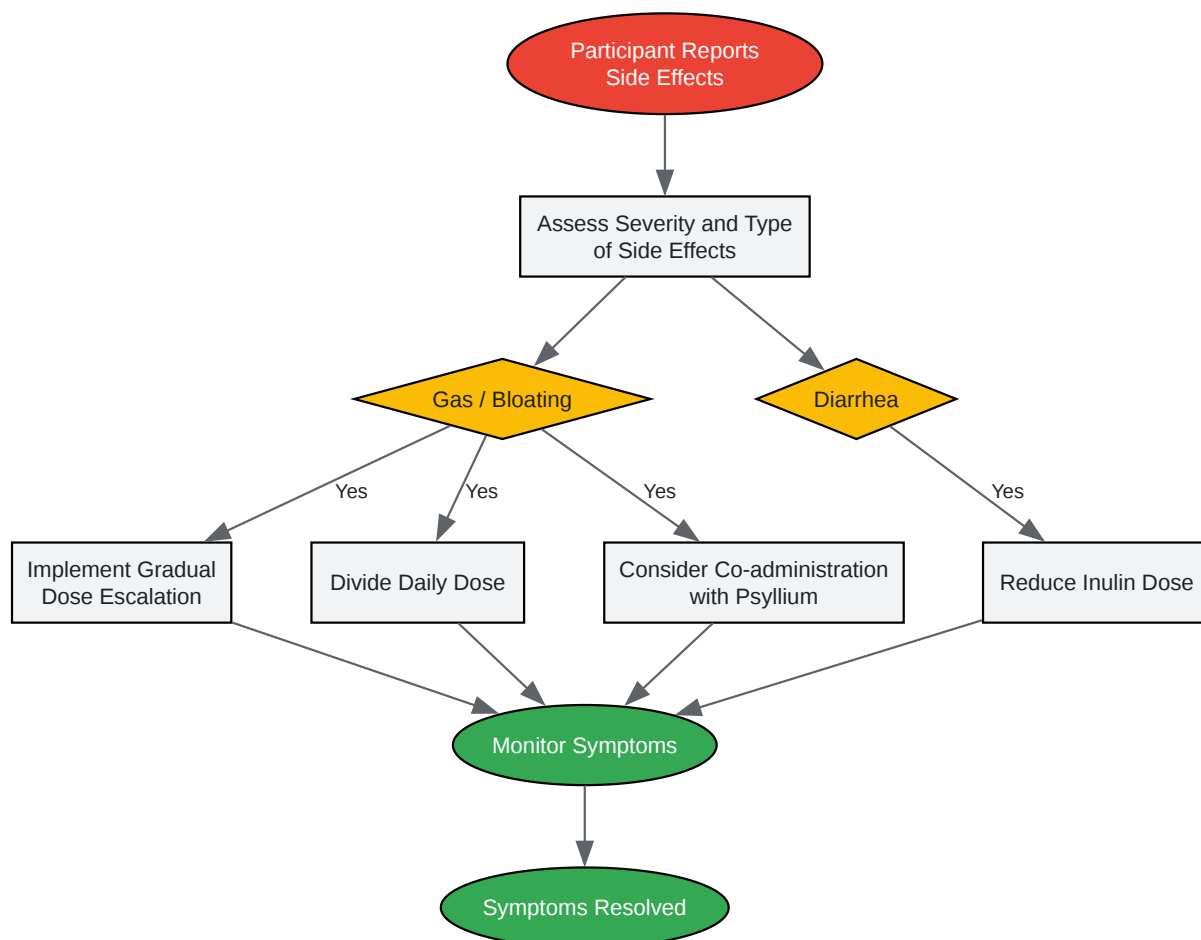 Participant Reports
Side Effects
Assess Severity and Type
of Side Effects
Gas / Bloating
Diarrhea
Yes
Yes
Yes
Yes
Implement Gradual
Dose Escalation
Divide Daily Dose
Consider Co-administration
with Psyllium
Reduce Inulin Dose
Monitor Symptoms
Symptoms Resolved